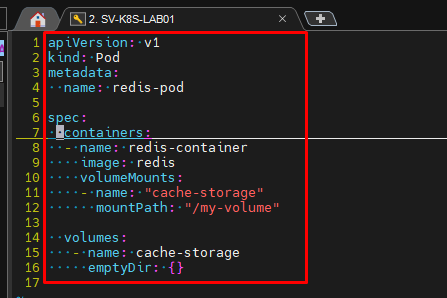 2. SV-K8S-LAB01
1 apiVersion: v1
2 kind: Pod
3 metadata:
4   name: redis-pod
5
6 spec:
7   containers:
8   - name: redis-container
9     image: redis
10     volumeMounts:
11     - name: "cache-storage"
12       mountPath: "/my-volume"
13
14   volumes:
15    - name: cache-storage
16      emptyDir: {}
17